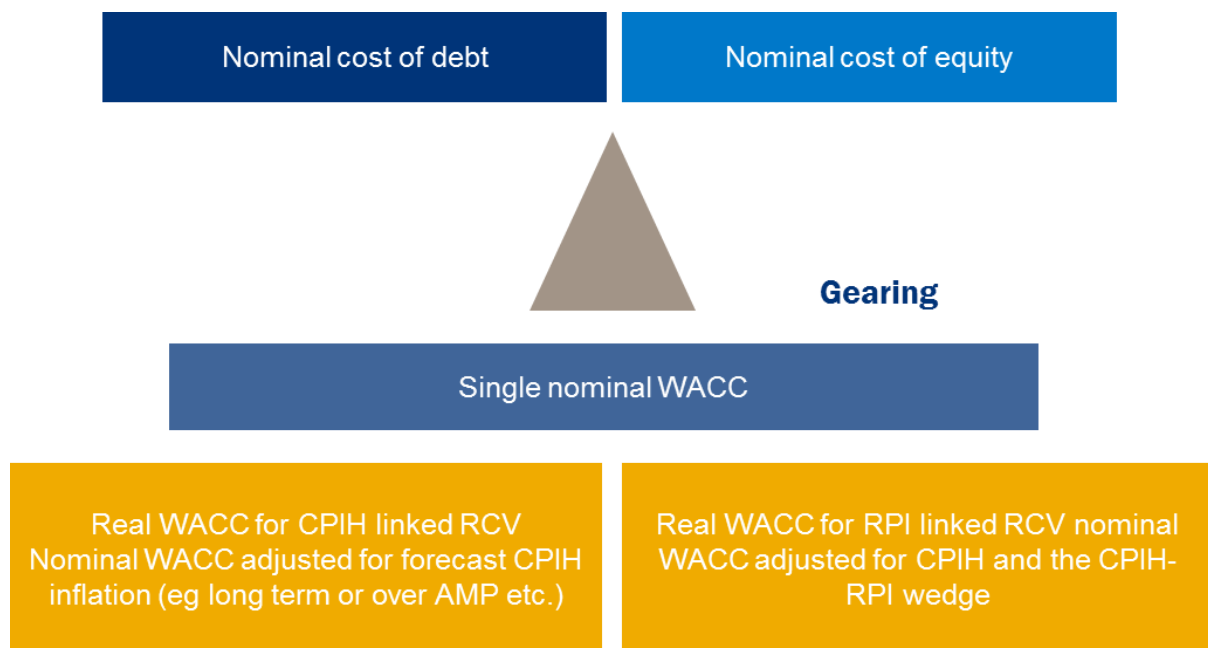 Nominal cost of debt
Nominal cost of equity
Gearing
Single nominal WACC
Real WACC for CPIH linked RCV
Nominal WACC adjusted for forecast CPIH
inflation (eg long term or over AMP etc.)
Real WACC for RPI linked RCV nominal
WACC adjusted for CPIH and the CPIH-
RPI wedge